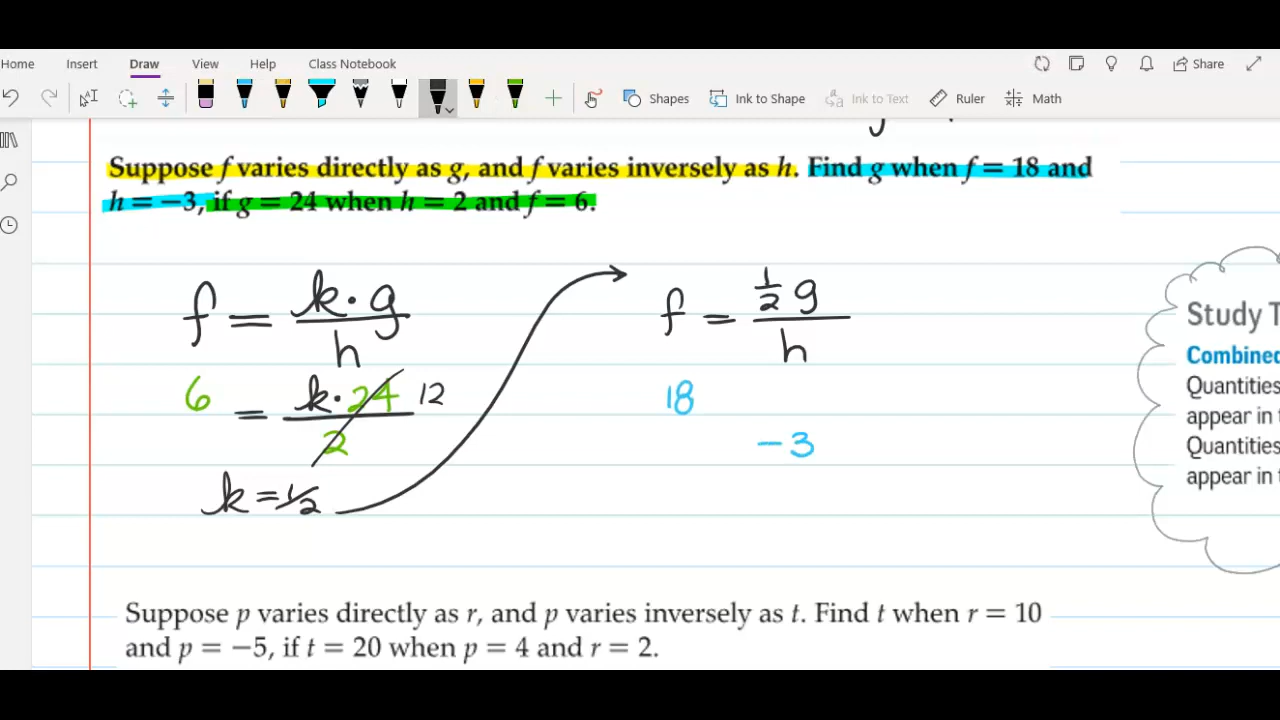 Home Insert Draw View Help Class Notebook Share
Shapes Ink to Shape Ink to Text Ruler Math
Suppose f varies directly as g, and f varies inversely as h. Find g when f = 18 and
h = −3, if g = 24 when h = 2 and f = 6.
f = k · g / h
6 = k · 24 / 2 12
k = 1/2
f = 1/2 g / h
18
−3
Study T
Combined
Quantities
appear in t
Quantities
appear in t
Suppose p varies directly as r, and p varies inversely as t. Find t when r = 10
and p = −5, if t = 20 when p = 4 and r = 2.